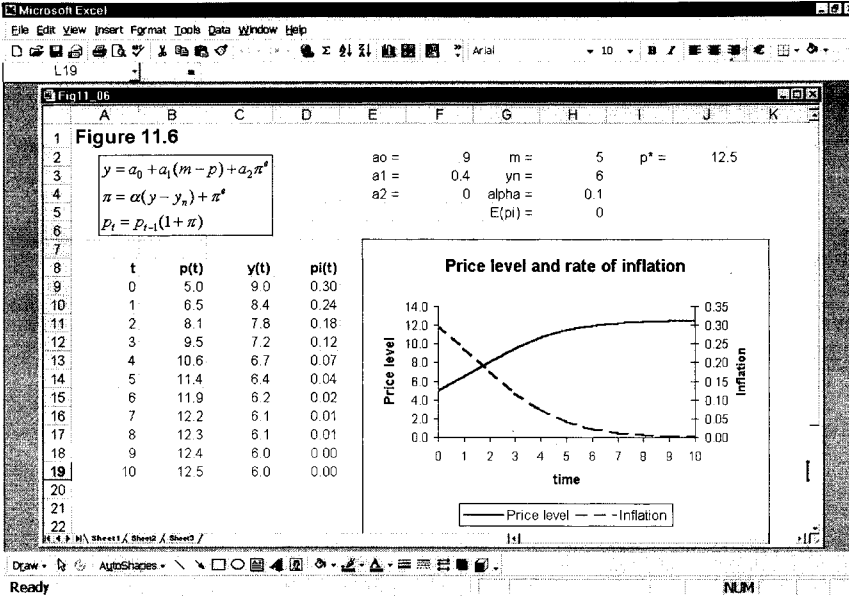 Microsoft Excel
File Edit View Insert Format Tools Data Window Help
Arial 10 B I
L19 =
Fig11_06
A B C D E F G H I J K
1 Figure 11.6
2 ao = .9 m = 5 p* = 12.5
3 y = a₀ + a₁(m − p) + a₂πᵉ a1 = 0.4 yn = 6
4 π = α(y − yₙ) + πᵉ a2 = 0 alpha = 0.1
5 E(pi) = 0
6 pₜ = pₜ₋₁(1 + π)
7
8 t p(t) y(t) pi(t)
9 0 5.0 9.0 0.30
10 1 6.5 8.4 0.24
11 2 8.1 7.8 0.18
12 3 9.5 7.2 0.12
13 4 10.6 6.7 0.07
14 5 11.4 6.4 0.04
15 6 11.9 6.2 0.02
16 7 12.2 6.1 0.01
17 8 12.3 6.1 0.01
18 9 12.4 6.0 0.00
19 10 12.5 6.0 0.00
20
21
22
Price level and rate of inflation
Price level
14.0
12.0
10.0
8.0
6.0
4.0
2.0
0.0
0.35
0.30
0.25
0.20
0.15
0.10
0.05
0.00
Inflation
0 1 2 3 4 5 6 7 8 9 10
time
Price level Inflation
Sheet1 / Sheet2 / Sheet3 /
Draw AutoShapes
Ready NUM